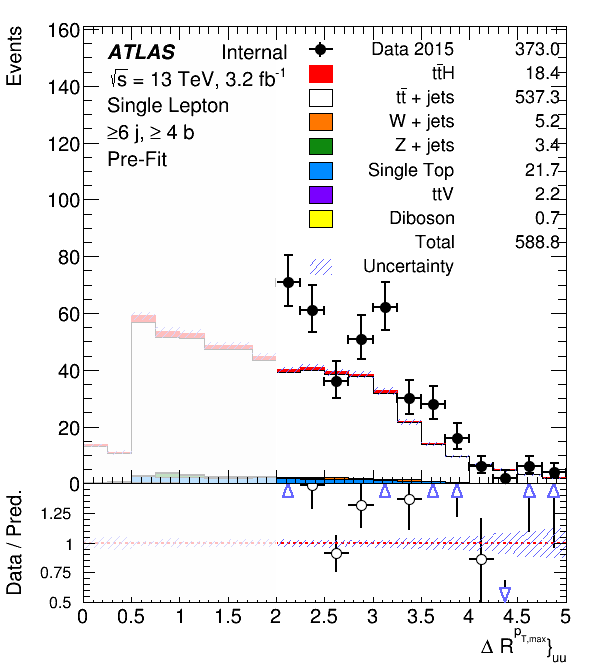 Events
160
140
120
100
80
60
40
20
0
ATLAS Internal
√s = 13 TeV, 3.2 fb⁻¹
Single Lepton
≥6 j, ≥ 4 b
Pre-Fit
Data 2015 373.0
tt̄H 18.4
tt̄ + jets 537.3
W + jets 5.2
Z + jets 3.4
Single Top 21.7
ttV 2.2
Diboson 0.7
Total 588.8
Uncertainty
Data / Pred.
1.25
1
0.75
0.5
0 0.5 1 1.5 2 2.5 3 3.5 4 4.5 5
Δ R^{p_{T,max}}}_{uu}